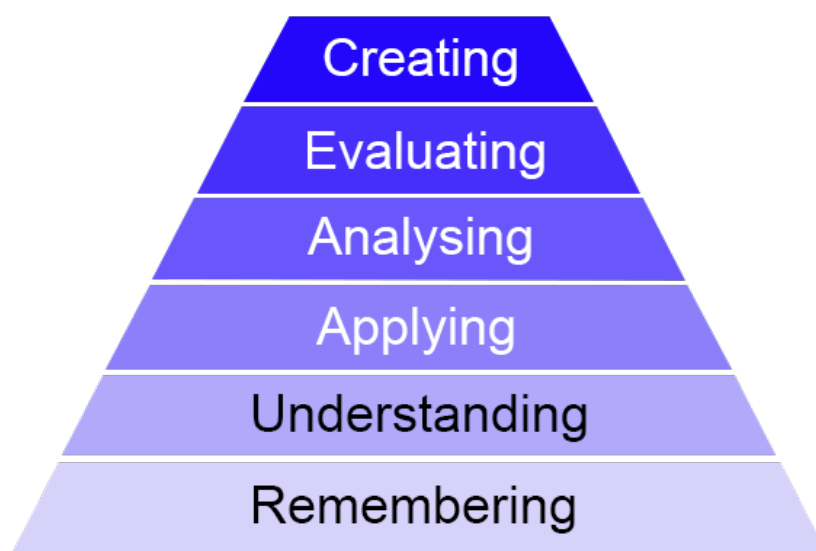 Creating
Evaluating
Analysing
Applying
Understanding
Remembering